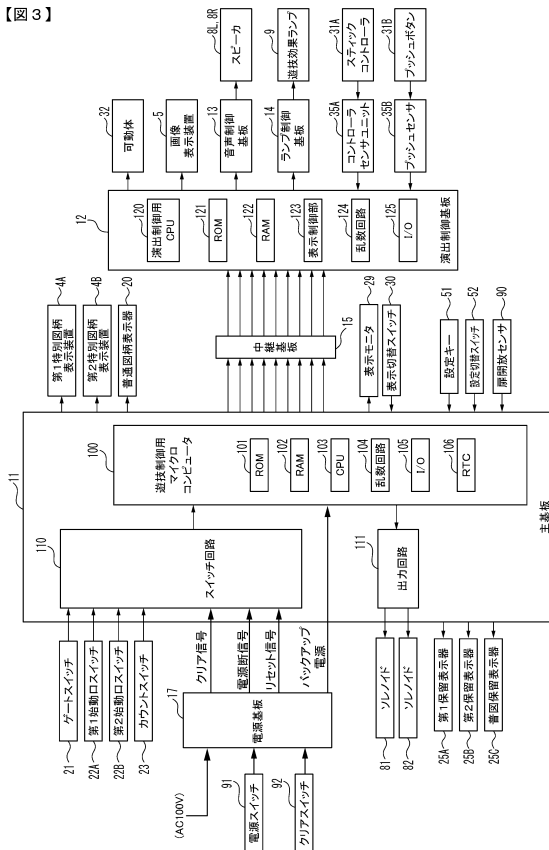 【図3】
8L, 8R
スピーカ
9
遊技効果ランプ
31A
スティック
コントローラ
31B
プッシュボタン
32
可動体
5
画像
表示装置
13
音声制御
基板
14
ランプ制御
基板
35A
コントローラ
センサユニット
35B
プッシュセンサ
12
120
演出制御用
CPU
121
ROM
122
RAM
123
表示制御部
124
乱数回路
125
I/O
演出制御基板
4A
第1特別図柄
表示装置
4B
第2特別図柄
表示装置
20
普通図柄表示器
15
中継基板
29
表示モニタ
30
表示切替スイッチ
51
設定キー
52
設定切替スイッチ
90
扉開放センサ
11
100
遊技制御用
マイクロ
コンピュータ
101
ROM
102
RAM
103
CPU
104
乱数回路
105
I/O
106
RTC
主基板
110
スイッチ回路
111
出力回路
21
ゲートスイッチ
22A
第1始動口スイッチ
22B
第2始動口スイッチ
23
カウントスイッチ
クリア信号
電源断信号
リセット信号
バックアップ
電源
17
電源基板
(AC100V)
91
電源スイッチ
92
クリアスイッチ
81
ソレノイド
82
ソレノイド
25A
第1保留表示器
25B
第2保留表示器
25C
普図保留表示器